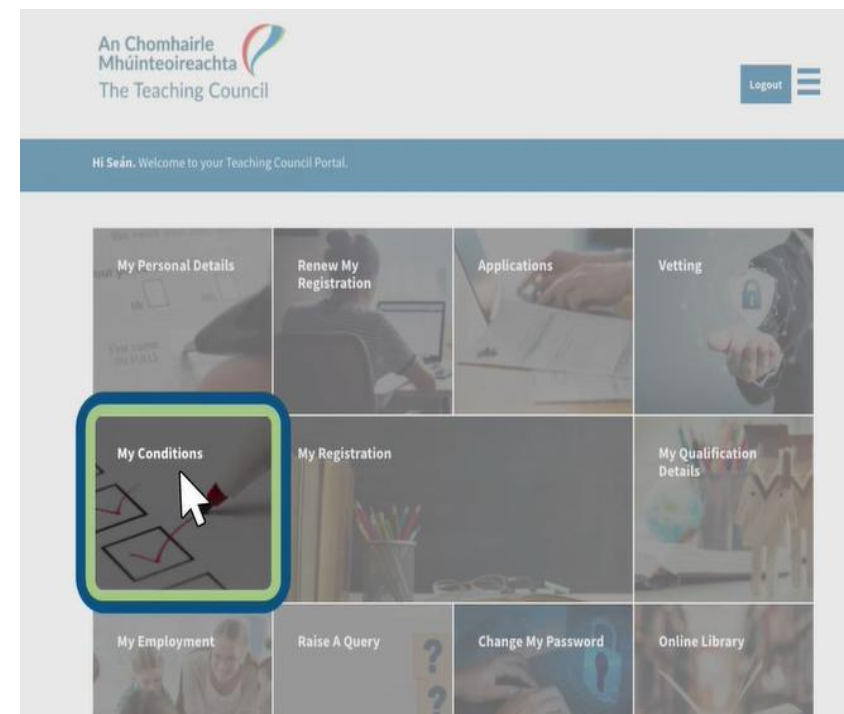 An Chomhairle
Mhúinteoireachta
The Teaching Council
Logout
Hi Seán. Welcome to your Teaching Council Portal.
My Personal Details
Renew My
Registration
Applications
Vetting
My Conditions
My Registration
My Qualification
Details
My Employment
Raise A Query
Change My Password
Online Library